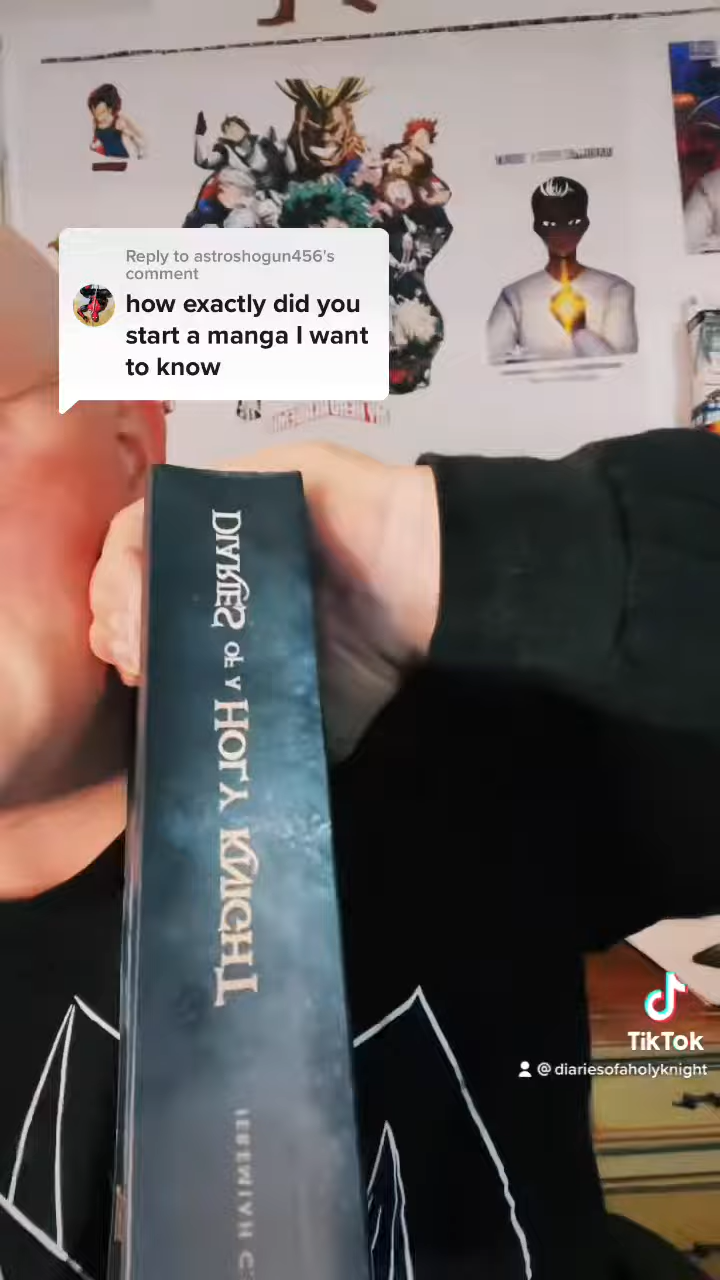 Reply to astroshogun456's
comment
how exactly did you
start a manga I want
to know
DIARIES OF A HOLY KNIGHT
JEREMIAH C
TikTok
@diariesofaholyknight